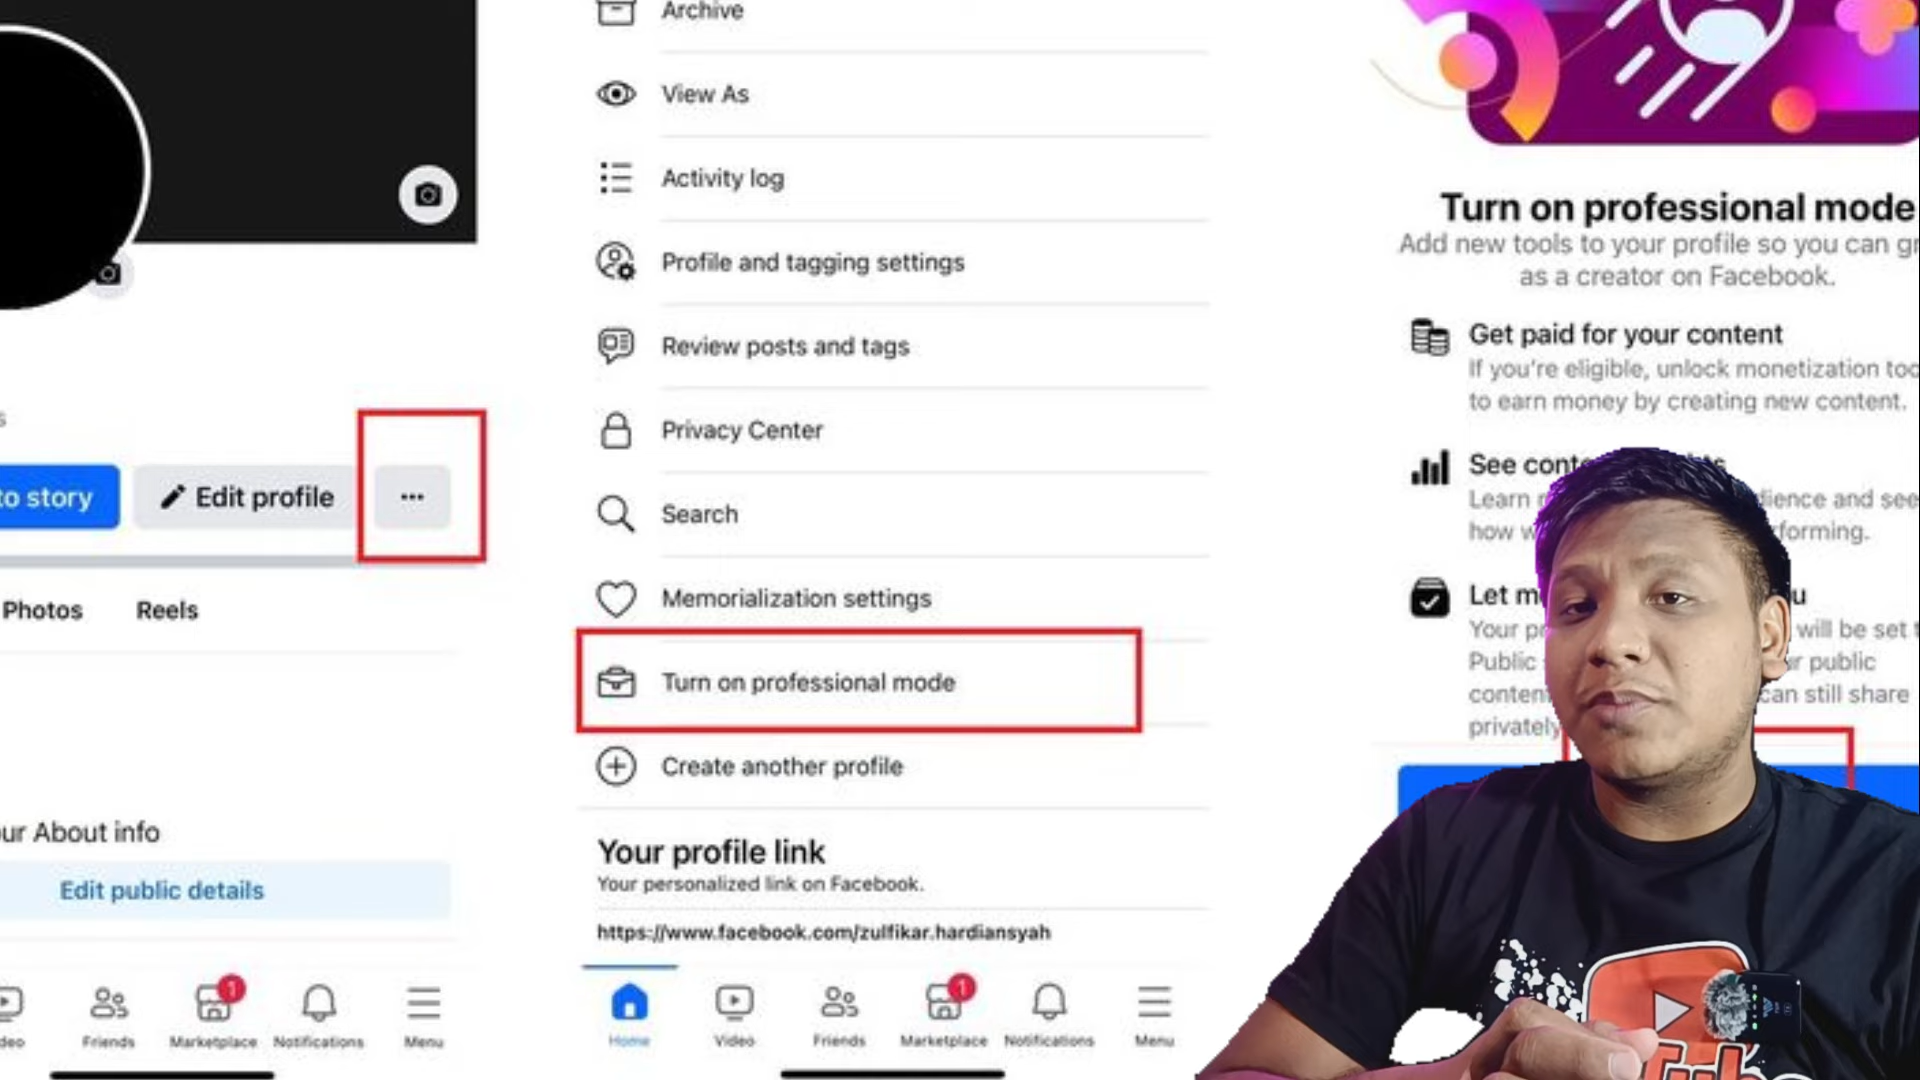 to story
Edit profile
Photos
Reels
ur About info
Edit public details
deo
Friends
1
Marketplace
Notifications
Menu
Archive
View As
Activity log
Profile and tagging settings
Review posts and tags
Privacy Center
Search
Memorialization settings
Turn on professional mode
Create another profile
Your profile link
Your personalized link on Facebook.
https://www.facebook.com/zulfikar.hardiansyah
Home
Video
Friends
1
Marketplace
Notifications
Menu
Turn on professional mode
Add new tools to your profile so you can gr
as a creator on Facebook.
Get paid for your content
If you're eligible, unlock monetization too
to earn money by creating new content.
See cont
Learn dience and see
how w forming.
Let m u
Your pr will be set t
Public r public
conten can still share
privately